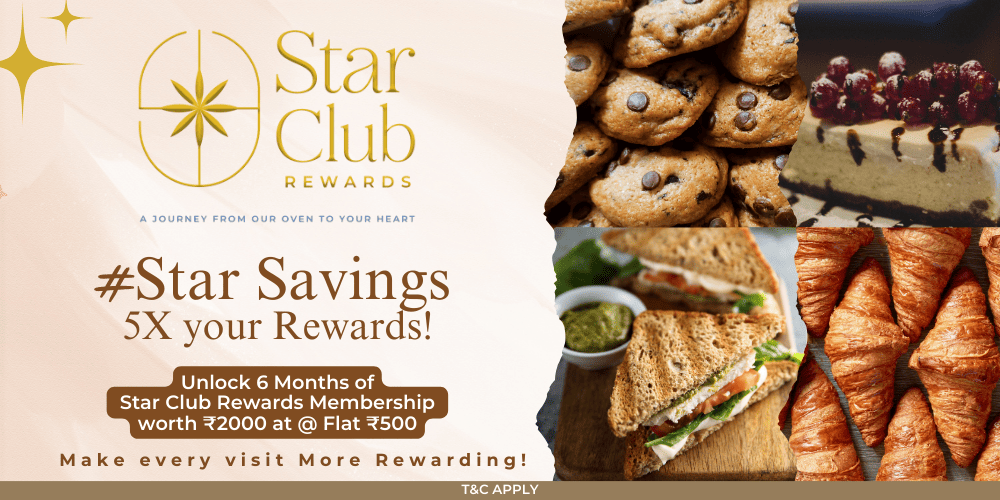 Star
Club
REWARDS
A JOURNEY FROM OUR OVEN TO YOUR HEART
#Star Savings
5X your Rewards!
Unlock 6 Months of
Star Club Rewards Membership
worth ₹2000 at @ Flat ₹500
Make every visit More Rewarding!
T&C APPLY